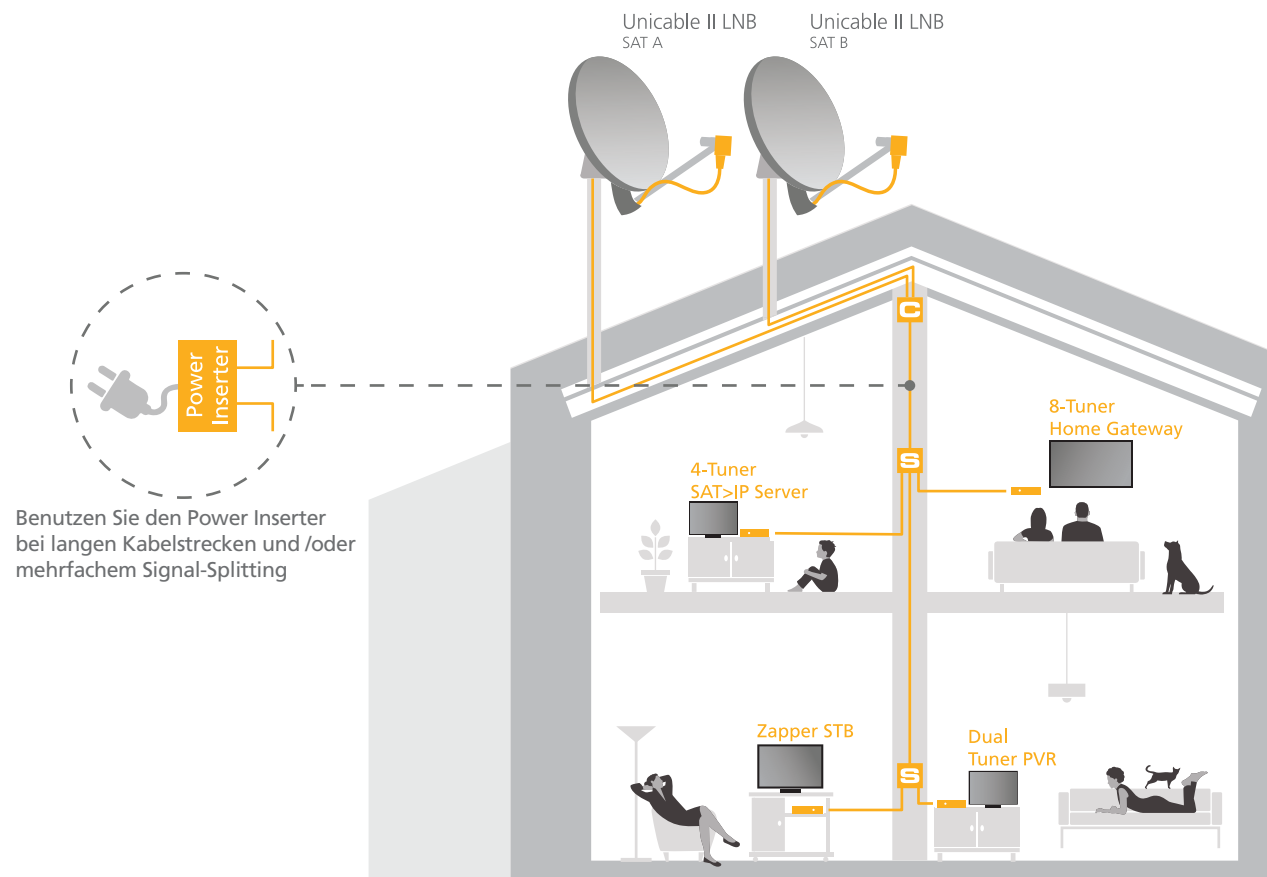 Unicable II LNB
SAT A
Unicable II LNB
SAT B
C
Power
Inserter
8-Tuner
Home Gateway
S
4-Tuner
SAT>IP Server
Benutzen Sie den Power Inserter
bei langen Kabelstrecken und /oder
mehrfachem Signal-Splitting
Zapper STB
Dual
Tuner PVR
S